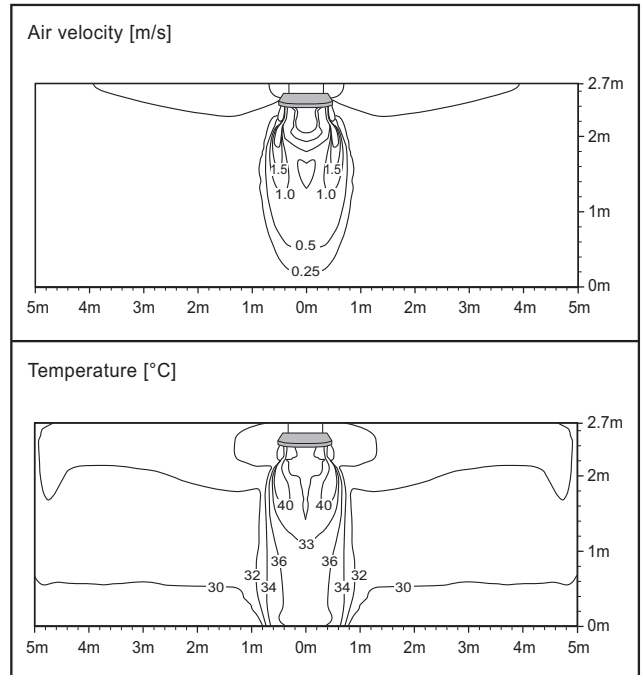 Air velocity [m/s]
2.7m
2m
1.5 1.5
1.0 1.0
1m
0.5
0.25
0m
5m 4m 3m 2m 1m 0m 1m 2m 3m 4m 5m
Temperature [°C]
2.7m
2m
40 40
33
1m
36 36
32 32
30 34 34 30
0m
5m 4m 3m 2m 1m 0m 1m 2m 3m 4m 5m